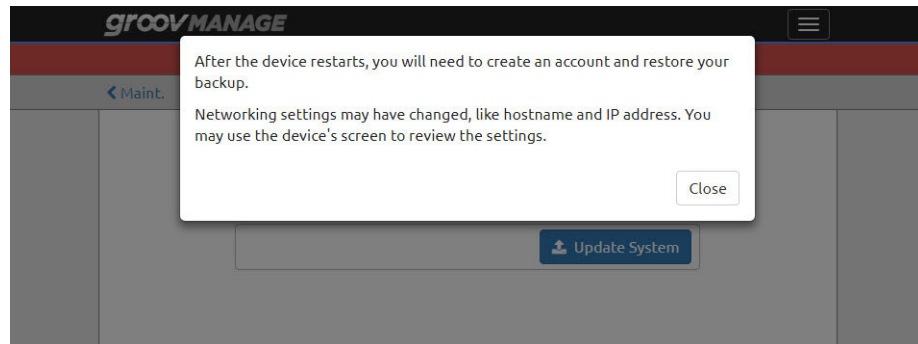 groov MANAGE
After the device restarts, you will need to create an account and restore your
backup.
Networking settings may have changed, like hostname and IP address. You
may use the device's screen to review the settings.
Maint.
Close
Update System